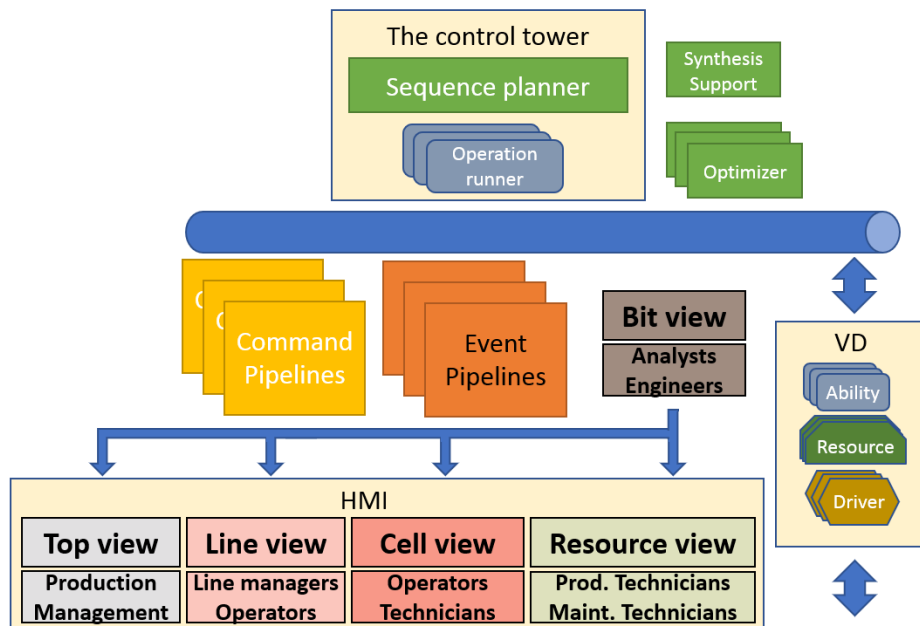 The control tower
Sequence planner
Operation
runner
Synthesis
Support
Optimizer
Command
Pipelines
Event
Pipelines
Bit view
Analysts
Engineers
VD
Ability
Resource
Driver
HMI
Top view
Production
Management
Line view
Line managers
Operators
Cell view
Operators
Technicians
Resource view
Prod. Technicians
Maint. Technicians